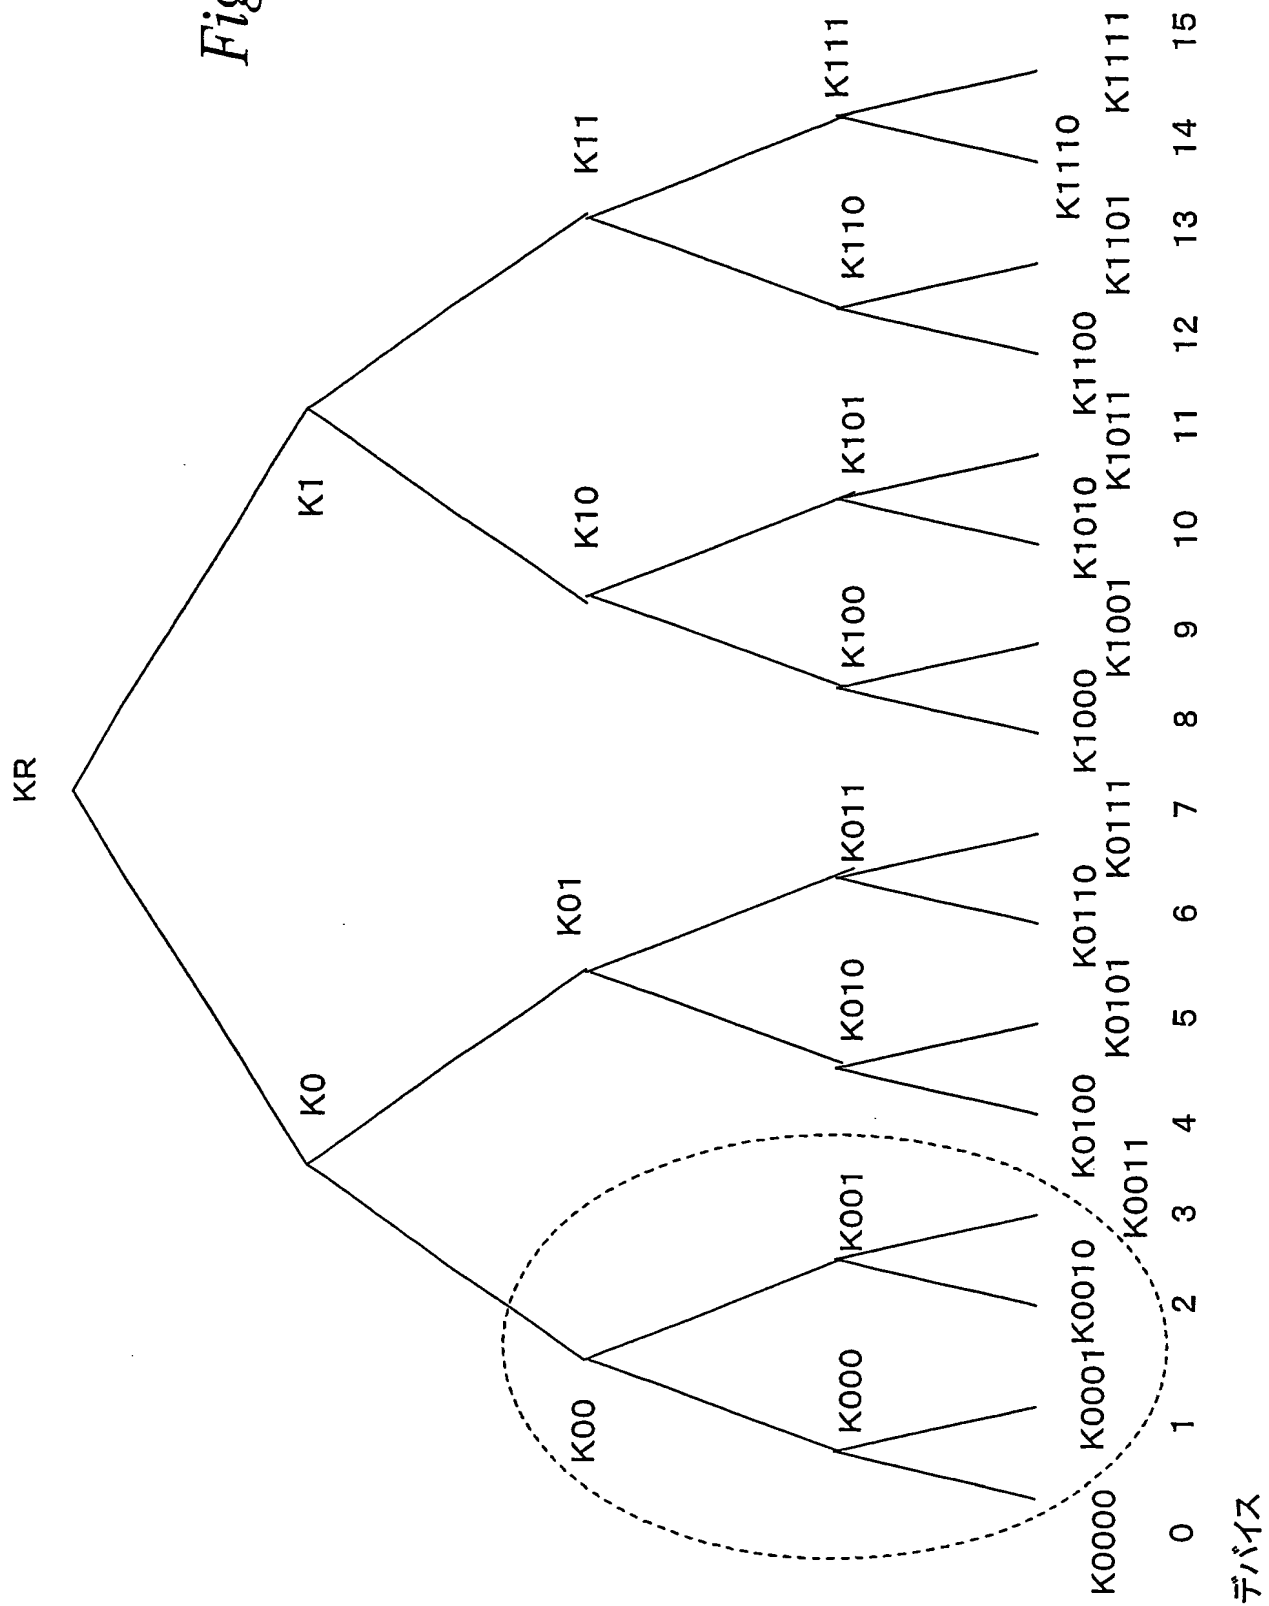 Fig
KR
K0
K1
K00
K01
K10
K11
K000
K001
K010
K011
K100
K101
K110
K111
K0000
K0001
K0010
K0011
K0100
K0101
K0110
K0111
K1000
K1001
K1010
K1011
K1100
K1101
K1110
K1111
デバイス
0 1 2 3 4 5 6 7 8 9 10 11 12 13 14 15